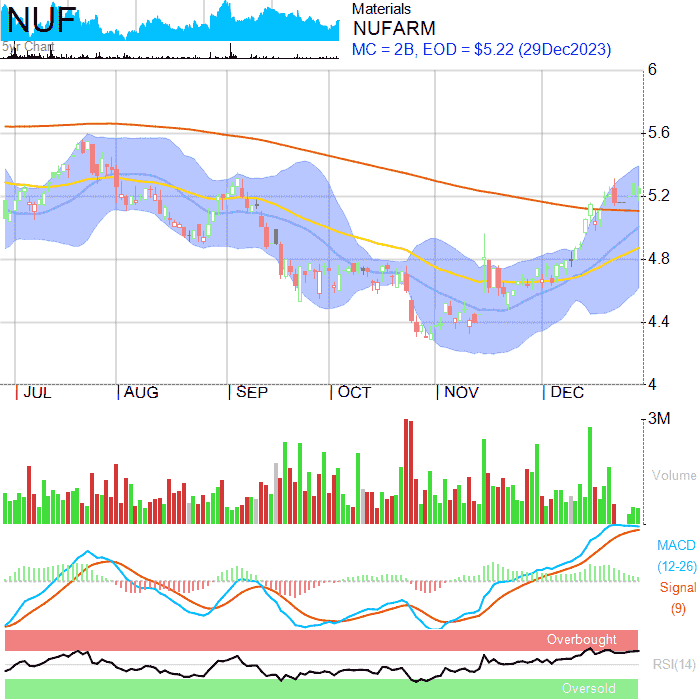 NUF
5yr Chart
Materials
NUFARM
MC = 2B, EOD = $5.22 (29Dec2023)
6
5.6
5.2
4.8
4.4
4
JUL AUG SEP OCT NOV DEC
3M
Volume
MACD
(12-26)
Signal
(9)
Overbought
RSI(14)
Oversold